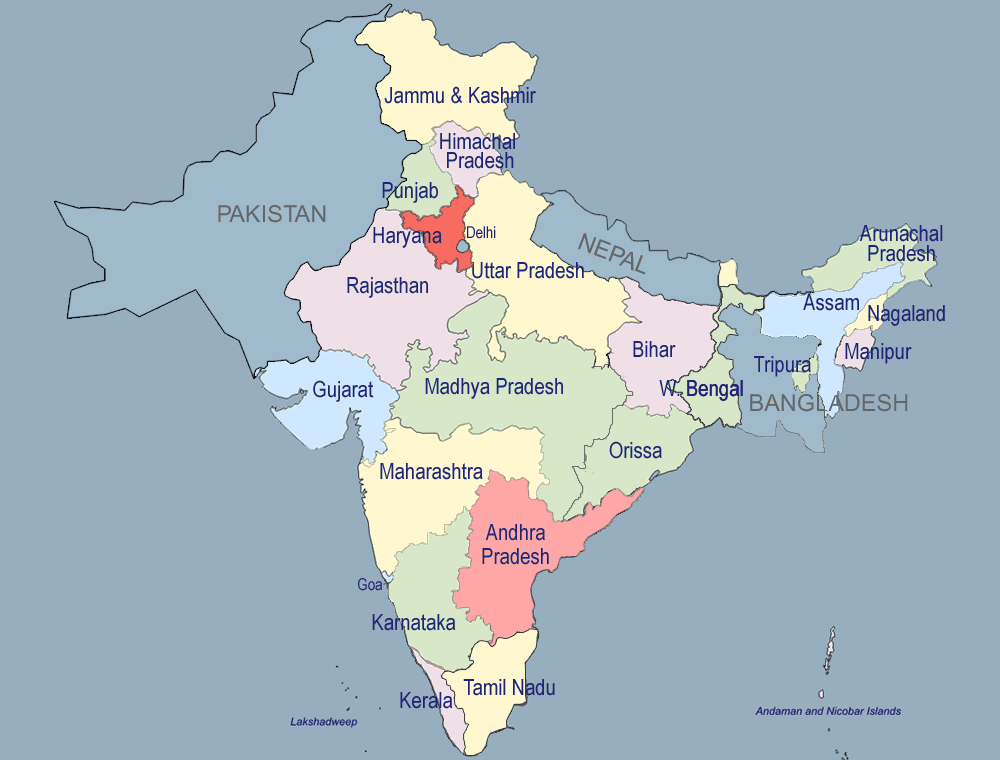 Jammu & Kashmir
Himachal
Pradesh
Punjab
PAKISTAN
Haryana
Delhi
NEPAL
Arunachal
Pradesh
Uttar Pradesh
Rajasthan
Assam
Nagaland
Bihar
Manipur
Tripura
Gujarat
Madhya Pradesh
W. Bengal
BANGLADESH
Orissa
Maharashtra
Andhra
Pradesh
Goa
Karnataka
Tamil Nadu
Kerala
Lakshadweep
Andaman and Nicobar Islands